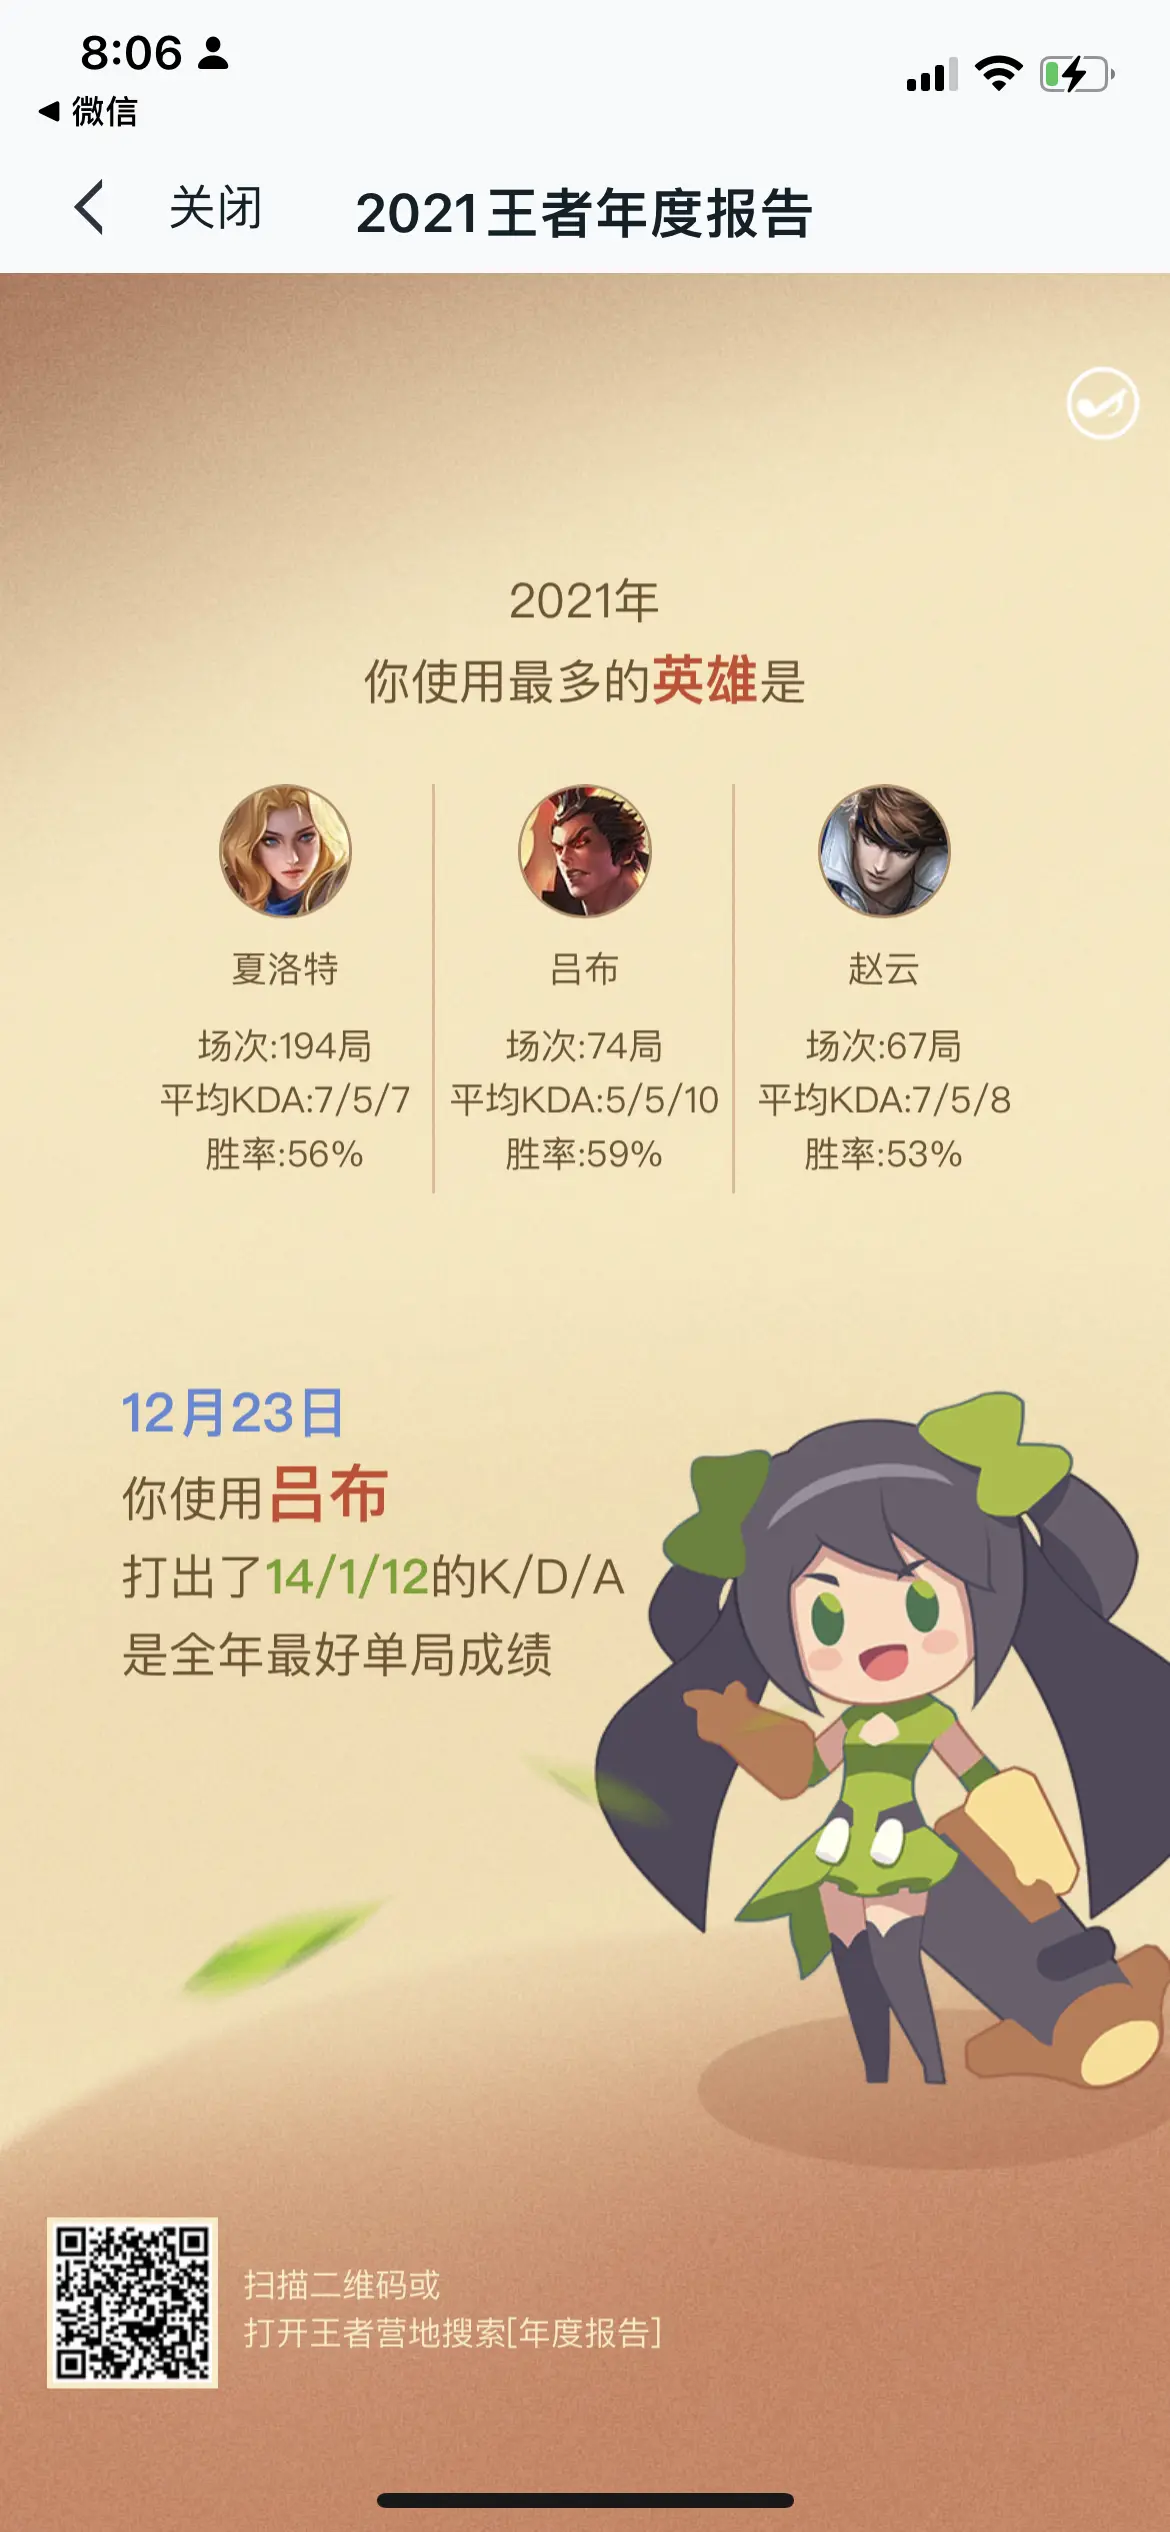 8:06
微信
关闭
2021王者年度报告
2021年
你使用最多的英雄是
夏洛特
场次:194局
平均KDA:7/5/7
胜率:56%
吕布
场次:74局
平均KDA:5/5/10
胜率:59%
赵云
场次:67局
平均KDA:7/5/8
胜率:53%
12月23日
你使用吕布
打出了14/1/12的K/D/A
是全年最好单局成绩
扫描二维码或
打开王者营地搜索[年度报告]